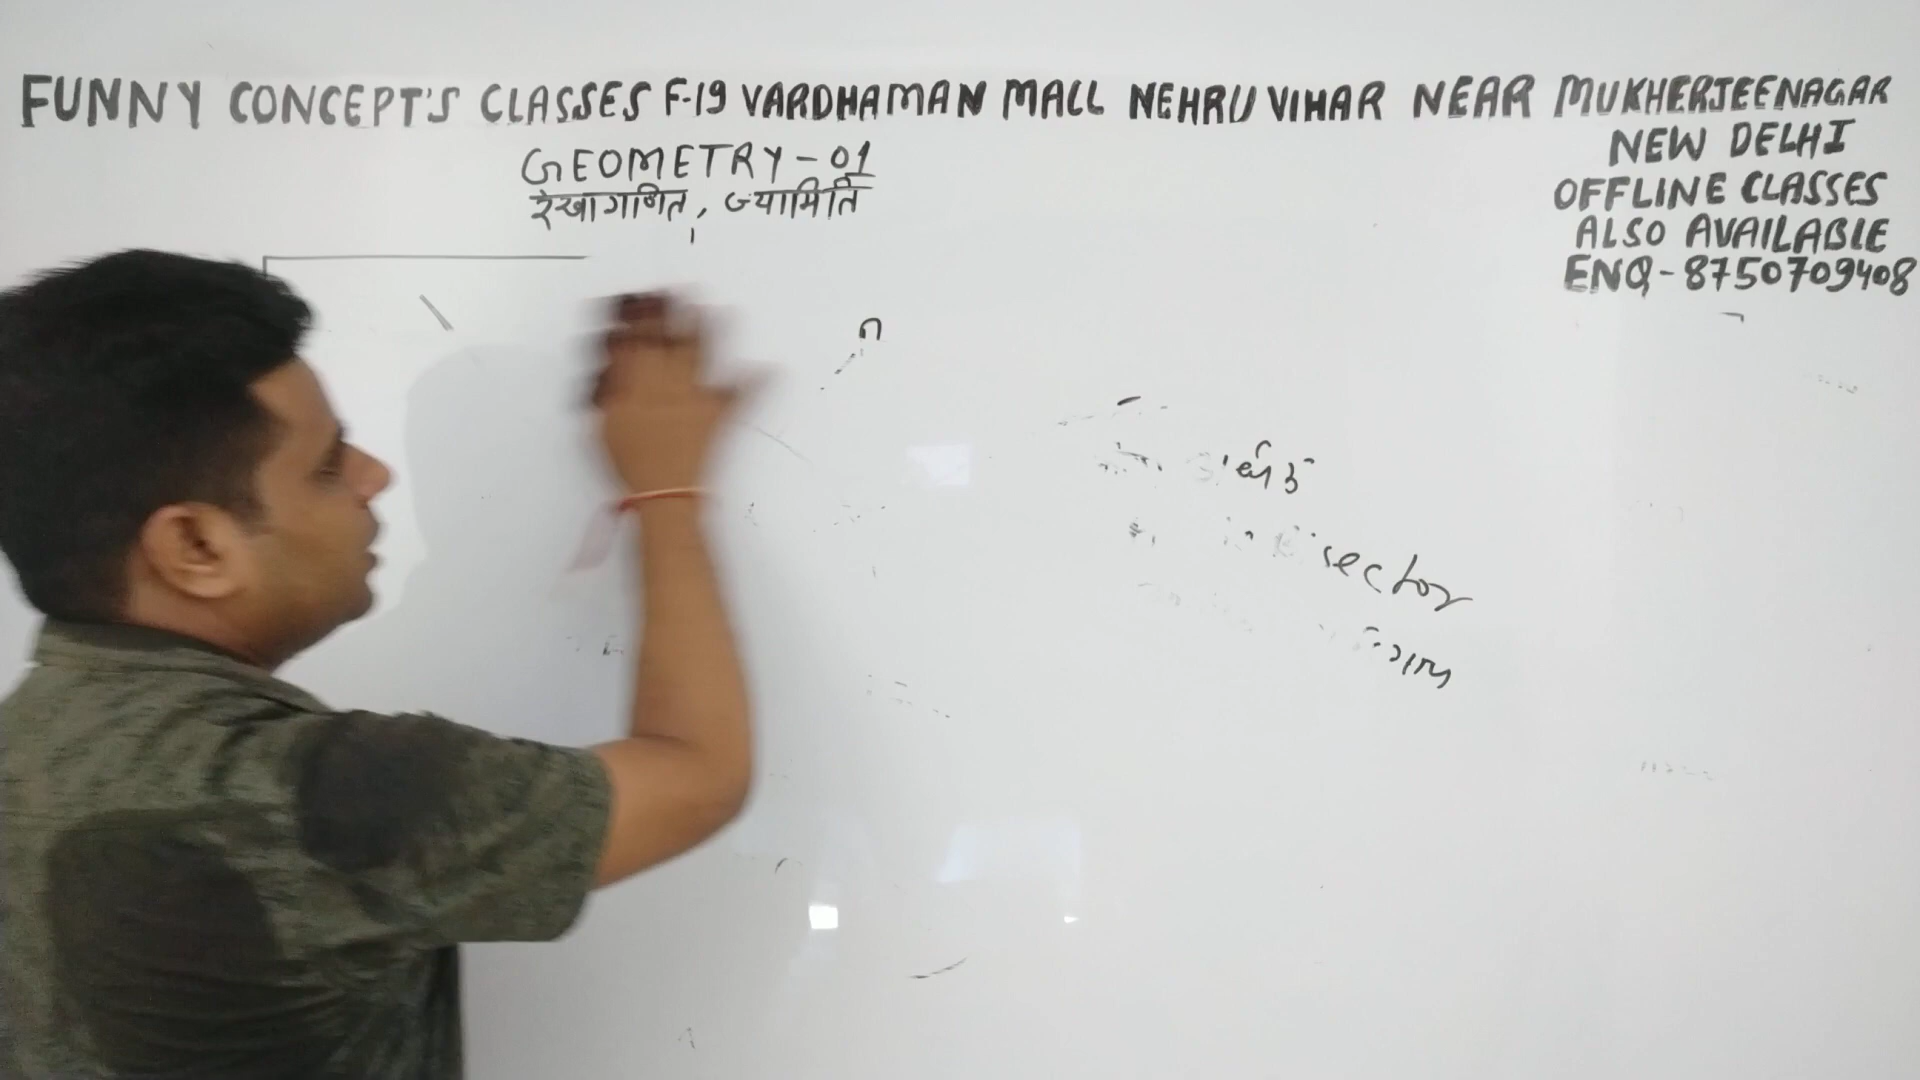 FUNNY CONCEPT'S CLASSES F-19 VARDHAMAN MALL NEHRU VIHAR NEAR MUKHERJEENAGAR
NEW DELHI
OFFLINE CLASSES
ALSO AVAILABLE
ENQ-8750709408
GEOMETRY-01
रेखागणित, ज्यामिति
sector